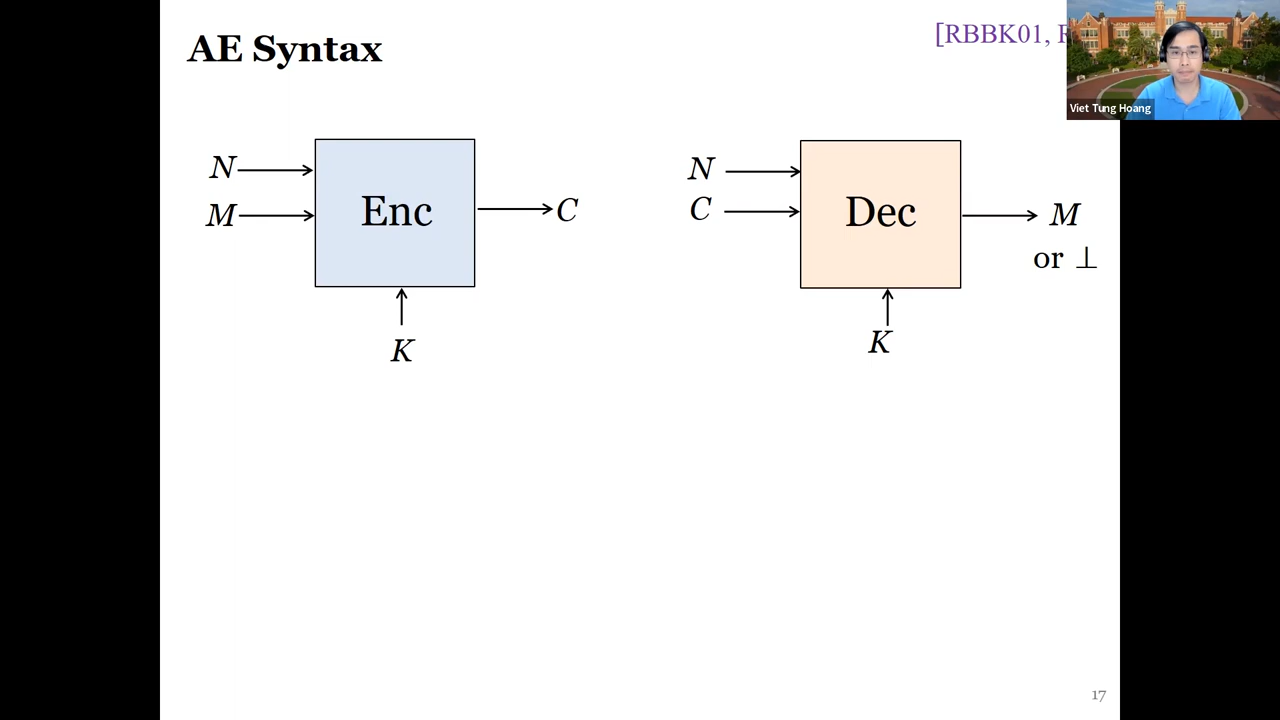 AE Syntax
[RBBK01,
Viet Tung Hoang
N
M
Enc
C
K
N
C
Dec
M
or ⊥
K
17